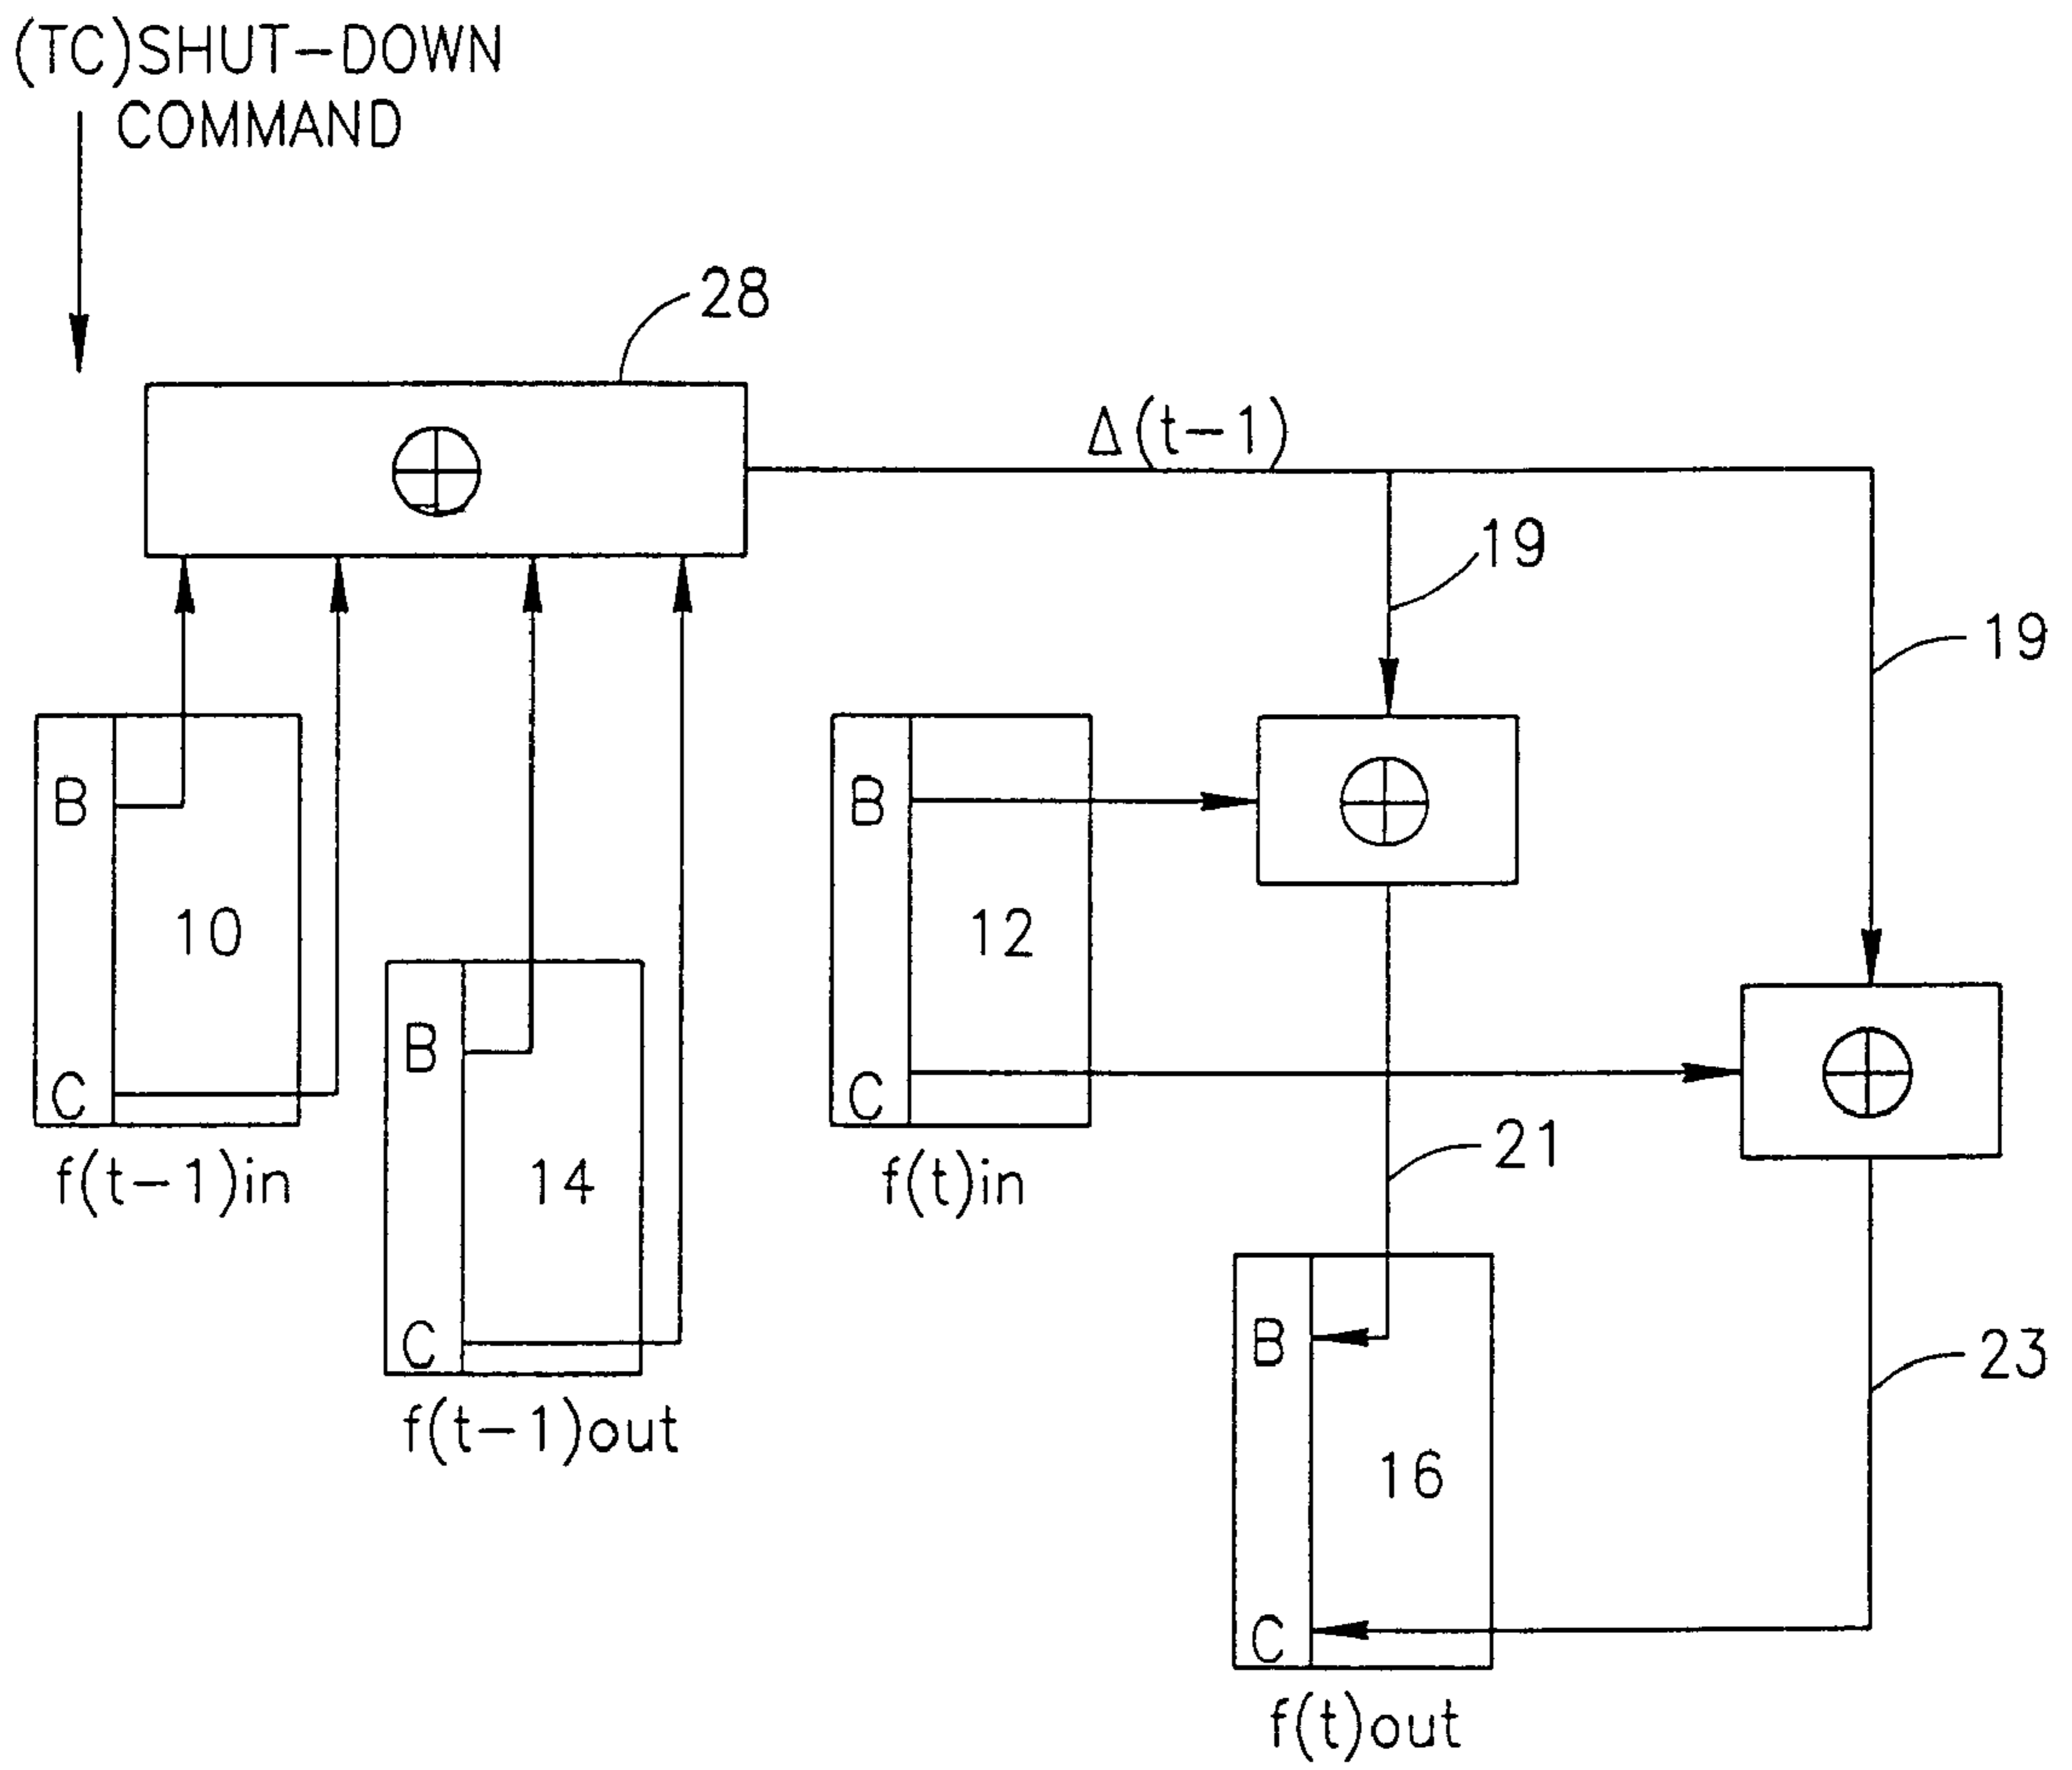 (TC)SHUT-DOWN
COMMAND
28
Δ(t-1)
19
19
B
10
C
f(t-1)in
B
14
C
f(t-1)out
B
12
C
f(t)in
21
B
16
C
f(t)out
23